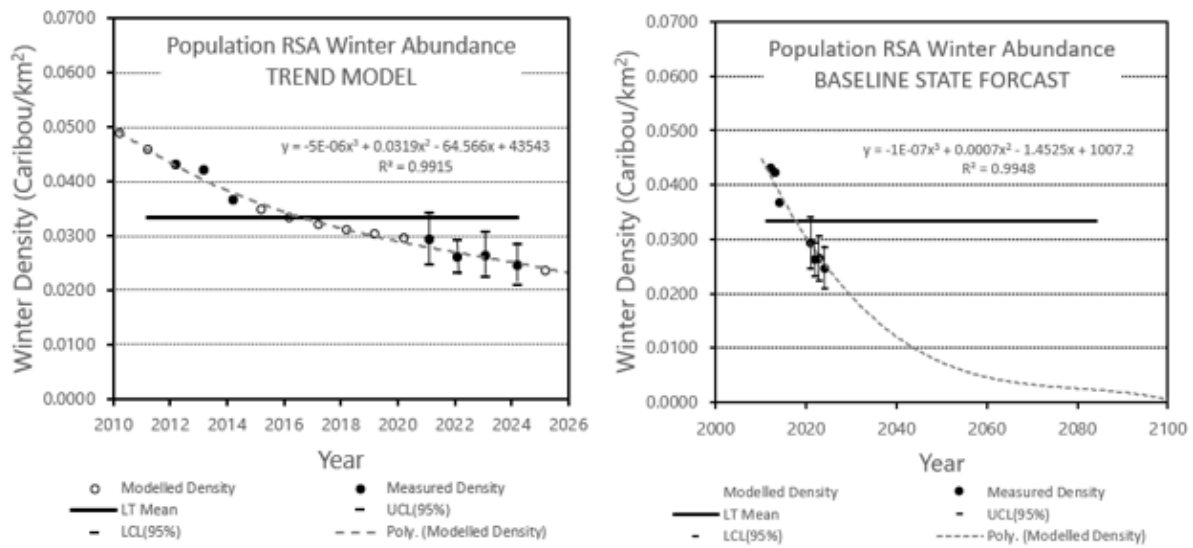 Population RSA Winter Abundance
TREND MODEL
y = -5E-06x³ + 0.0319x² - 64.566x + 43543
R² = 0.9915
Winter Density (Caribou/km²)
0.0700
0.0600
0.0500
0.0400
0.0300
0.0200
0.0100
0.0000
2010 2012 2014 2016 2018 2020 2022 2024 2026
Year
Modelled Density
Measured Density
LT Mean
UCL(95%)
LCL(95%)
Poly. (Modelled Density)
Population RSA Winter Abundance
BASELINE STATE FORCAST
y = -1E-07x³ + 0.0007x² - 1.4525x + 1007.2
R² = 0.9948
Winter Density (Caribou/km²)
0.0700
0.0600
0.0500
0.0400
0.0300
0.0200
0.0100
0.0000
2000 2020 2040 2060 2080 2100
Year
Modelled Density
Measured Density
LT Mean
UCL(95%)
LCL(95%)
Poly. (Modelled Density)